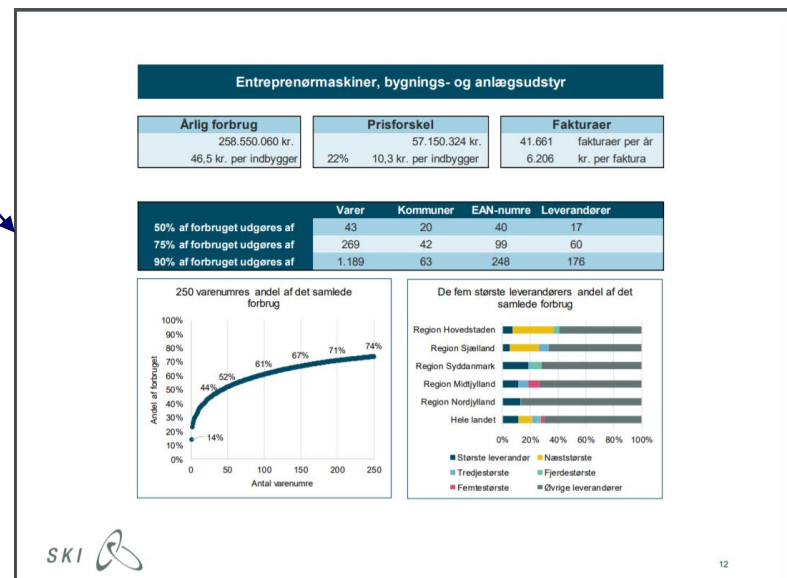 Entreprenørmaskiner, bygnings- og anlægsudstyr
Årlig forbrug
258.550.060 kr.
46,5 kr. per indbygger
Prisforskel
57.150.324 kr.
22% 10,3 kr. per indbygger
Fakturaer
41.661 fakturaer per år
6.206 kr. per faktura
Varer Kommuner EAN-numre Leverandører
50% af forbruget udgøres af 43 20 40 17
75% af forbruget udgøres af 269 42 99 60
90% af forbruget udgøres af 1.189 63 248 176
250 varenumres andel af det samlede
forbrug
Andel af forbruget
100%
90%
80%
70%
60%
50%
40%
30%
20%
10%
0%
14%
44%
52%
61%
67%
71%
74%
0 50 100 150 200 250
Antal varenumre
De fem største leverandørers andel af det
samlede forbrug
Region Hovedstaden
Region Sjælland
Region Syddanmark
Region Midtjylland
Region Nordjylland
Hele landet
0% 20% 40% 60% 80% 100%
Største leverandør Næststørste
Tredjestørste Fjerdestørste
Femtestørste Øvrige leverandører
SKI
12